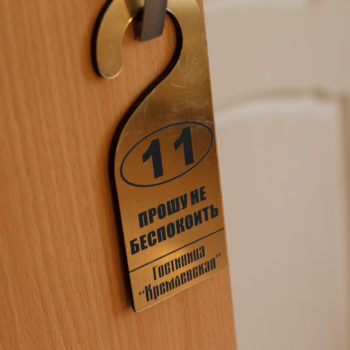 11
ПРОШУ НЕ
БЕСПОКОИТЬ
Гостиница
"Кремлевская"